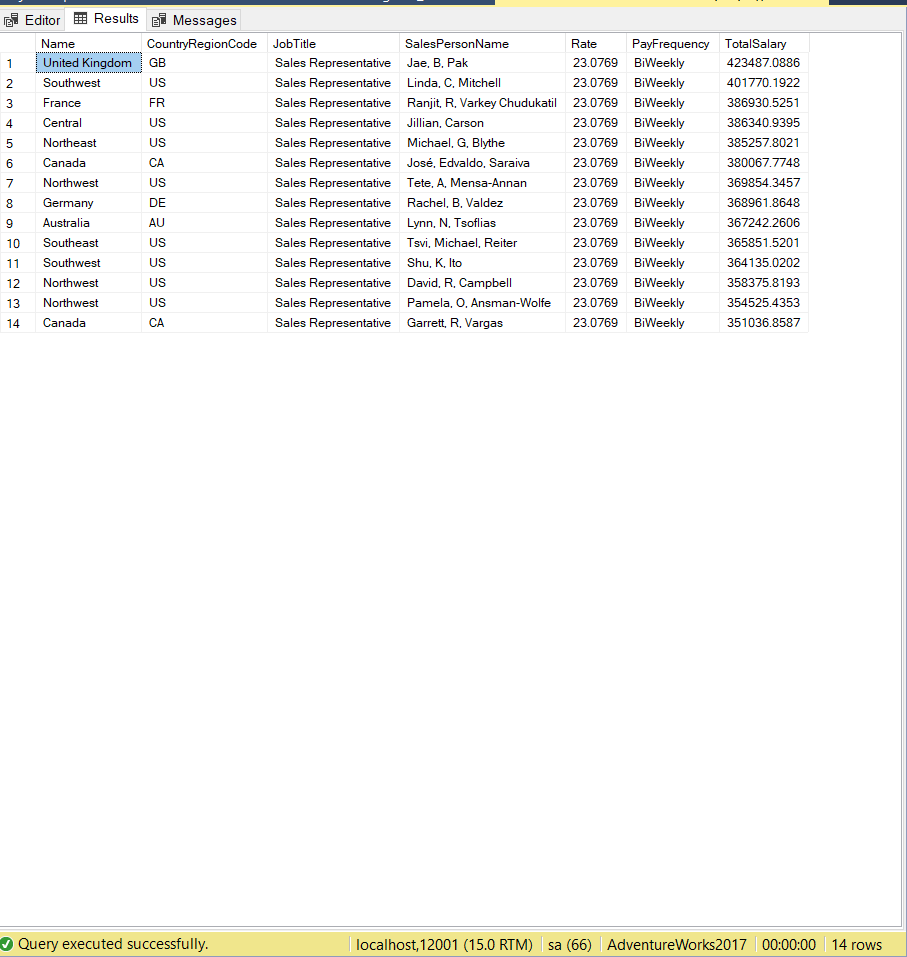 Editor Results Messages
Name CountryRegionCode JobTitle SalesPersonName Rate PayFrequency TotalSalary
1 United Kingdom GB Sales Representative Jae, B, Pak 23.0769 BiWeekly 423487.0886
2 Southwest US Sales Representative Linda, C, Mitchell 23.0769 BiWeekly 401770.1922
3 France FR Sales Representative Ranjit, R, Varkey Chudukatil 23.0769 BiWeekly 386930.5251
4 Central US Sales Representative Jillian, Carson 23.0769 BiWeekly 386340.9395
5 Northeast US Sales Representative Michael, G, Blythe 23.0769 BiWeekly 385257.8021
6 Canada CA Sales Representative José, Edvaldo, Saraiva 23.0769 BiWeekly 380067.7748
7 Northwest US Sales Representative Tete, A, Mensa-Annan 23.0769 BiWeekly 369854.3457
8 Germany DE Sales Representative Rachel, B, Valdez 23.0769 BiWeekly 368961.8648
9 Australia AU Sales Representative Lynn, N, Tsoflias 23.0769 BiWeekly 367242.2606
10 Southeast US Sales Representative Tsvi, Michael, Reiter 23.0769 BiWeekly 365851.5201
11 Southwest US Sales Representative Shu, K, Ito 23.0769 BiWeekly 364135.0202
12 Northwest US Sales Representative David, R, Campbell 23.0769 BiWeekly 358375.8193
13 Northwest US Sales Representative Pamela, O, Ansman-Wolfe 23.0769 BiWeekly 354525.4353
14 Canada CA Sales Representative Garrett, R, Vargas 23.0769 BiWeekly 351036.8587
Query executed successfully. localhost,12001 (15.0 RTM) sa (66) AdventureWorks2017 00:00:00 14 rows